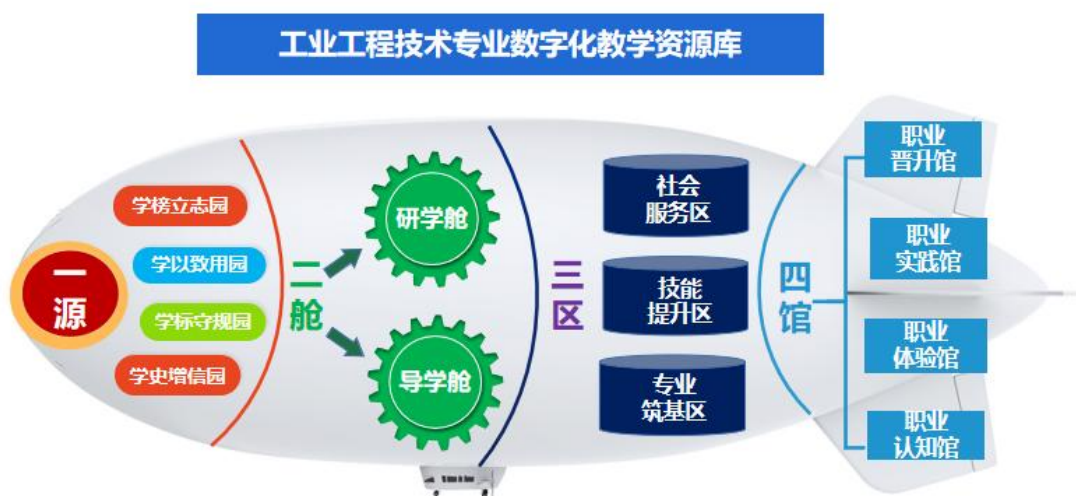 工业工程技术专业数字化教学资源库
一
源
学榜立志园
学以致用园
学标守规园
学史增信园
二
舱
研学舱
导学舱
三
区
社会
服务区
技能
提升区
专业
筑基区
四
馆
职业
晋升馆
职业
实践馆
职业
体验馆
职业
认知馆